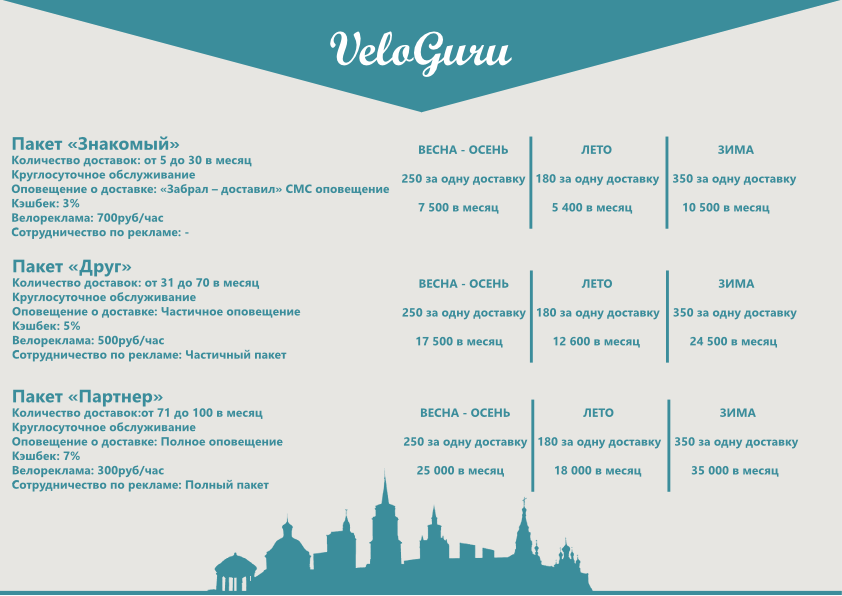 VeloGuru
Пакет «Знакомый»
Количество доставок: от 5 до 30 в месяц
Круглосуточное обслуживание
Оповещение о доставке: «Забрал – доставил» СМС оповещение
Кэшбек: 3%
Велореклама: 700руб/час
Сотрудничество по рекламе: -
ВЕСНА - ОСЕНЬ
250 за одну доставку
7 500 в месяц
ЛЕТО
180 за одну доставку
5 400 в месяц
ЗИМА
350 за одну доставку
10 500 в месяц
Пакет «Друг»
Количество доставок: от 31 до 70 в месяц
Круглосуточное обслуживание
Оповещение о доставке: Частичное оповещение
Кэшбек: 5%
Велореклама: 500руб/час
Сотрудничество по рекламе: Частичный пакет
ВЕСНА - ОСЕНЬ
250 за одну доставку
17 500 в месяц
ЛЕТО
180 за одну доставку
12 600 в месяц
ЗИМА
350 за одну доставку
24 500 в месяц
Пакет «Партнер»
Количество доставок:от 71 до 100 в месяц
Круглосуточное обслуживание
Оповещение о доставке: Полное оповещение
Кэшбек: 7%
Велореклама: 300руб/час
Сотрудничество по рекламе: Полный пакет
ВЕСНА - ОСЕНЬ
250 за одну доставку
25 000 в месяц
ЛЕТО
180 за одну доставку
18 000 в месяц
ЗИМА
350 за одну доставку
35 000 в месяц